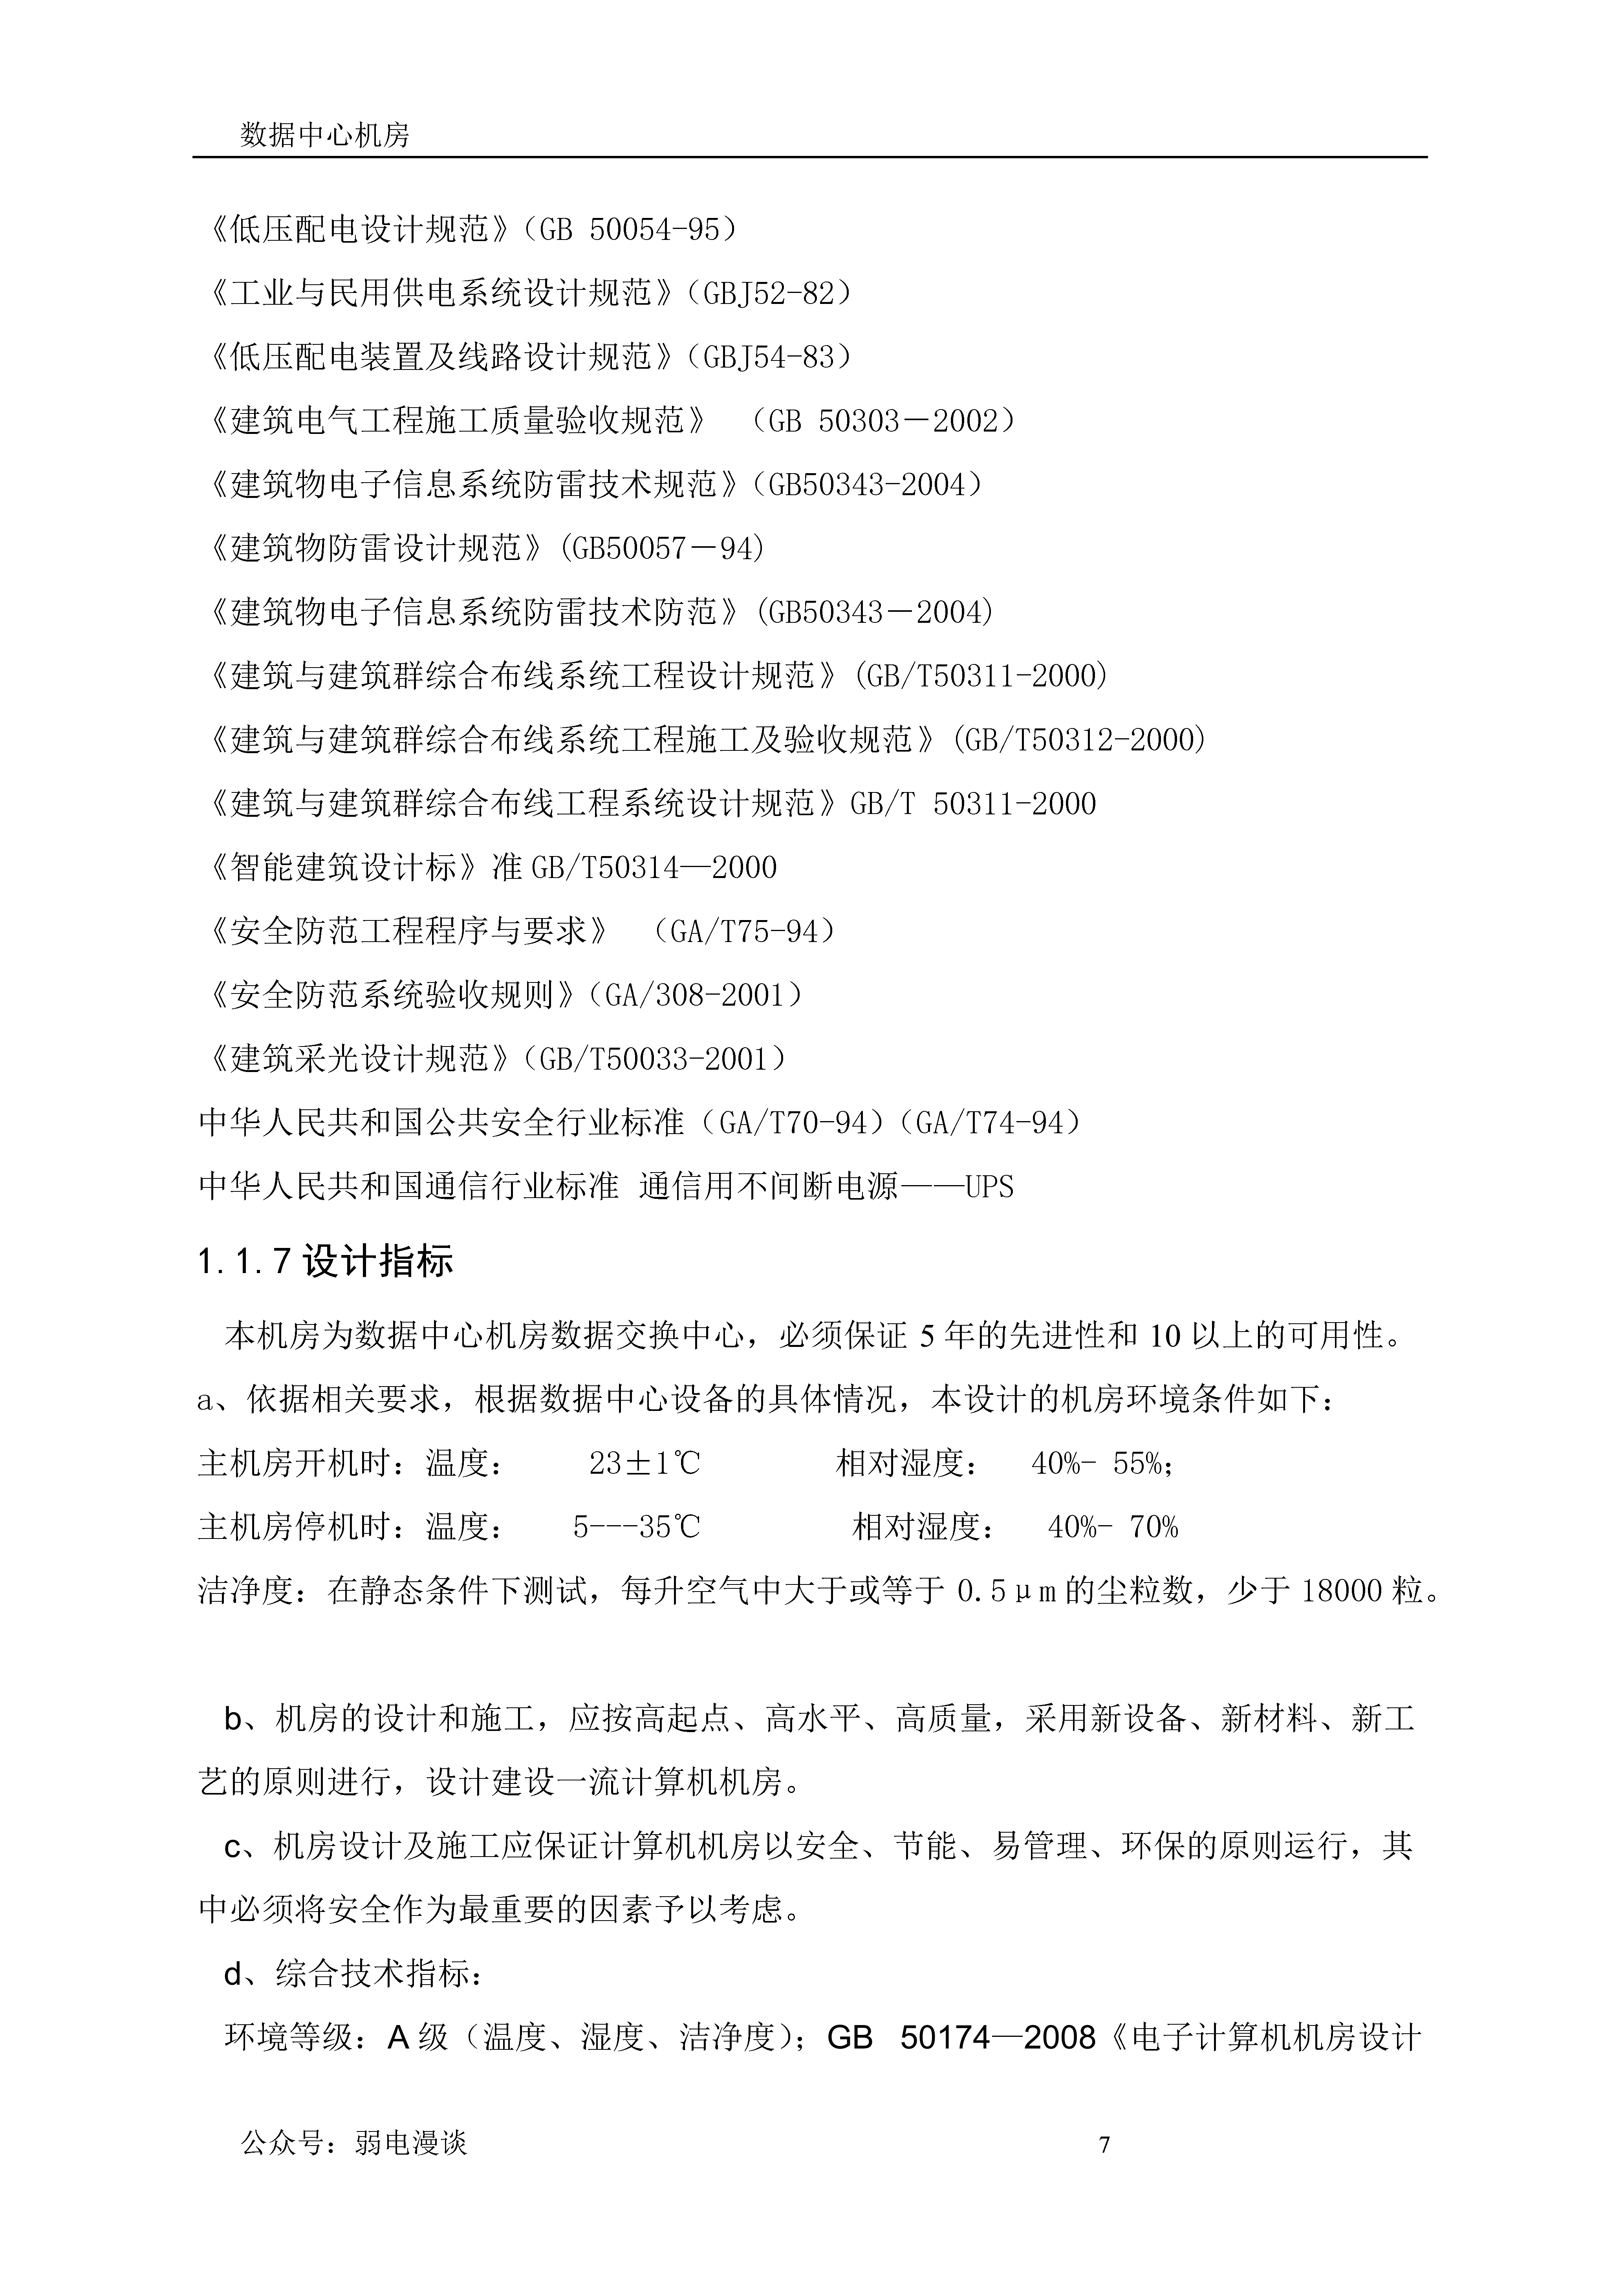 数据中心机房
《低压配电设计规范》（GB 50054-95）
《工业与民用供电系统设计规范》（GBJ52-82）
《低压配电装置及线路设计规范》（GBJ54-83）
《建筑电气工程施工质量验收规范》 （GB 50303－2002）
《建筑物电子信息系统防雷技术规范》（GB50343-2004）
《建筑物防雷设计规范》(GB50057－94)
《建筑物电子信息系统防雷技术防范》(GB50343－2004)
《建筑与建筑群综合布线系统工程设计规范》(GB/T50311-2000)
《建筑与建筑群综合布线系统工程施工及验收规范》(GB/T50312-2000)
《建筑与建筑群综合布线工程系统设计规范》GB/T 50311-2000
《智能建筑设计标》准 GB/T50314—2000
《安全防范工程程序与要求》 （GA/T75-94）
《安全防范系统验收规则》（GA/308-2001）
《建筑采光设计规范》（GB/T50033-2001）
中华人民共和国公共安全行业标准（GA/T70-94）（GA/T74-94）
中华人民共和国通信行业标准 通信用不间断电源——UPS
1.1.7 设计指标
本机房为数据中心机房数据交换中心，必须保证 5 年的先进性和 10 以上的可用性。
a、依据相关要求，根据数据中心设备的具体情况，本设计的机房环境条件如下：
主机房开机时：温度： 23±1℃ 相对湿度： 40%- 55%；
主机房停机时：温度： 5---35℃ 相对湿度： 40%- 70%
洁净度：在静态条件下测试，每升空气中大于或等于 0.5μm 的尘粒数，少于 18000 粒。
b、机房的设计和施工，应按高起点、高水平、高质量，采用新设备、新材料、新工
艺的原则进行，设计建设一流计算机机房。
c、机房设计及施工应保证计算机机房以安全、节能、易管理、环保的原则运行，其
中必须将安全作为最重要的因素予以考虑。
d、综合技术指标：
环境等级：A 级（温度、湿度、洁净度）；GB 50174—2008《电子计算机机房设计
公众号：弱电漫谈 7